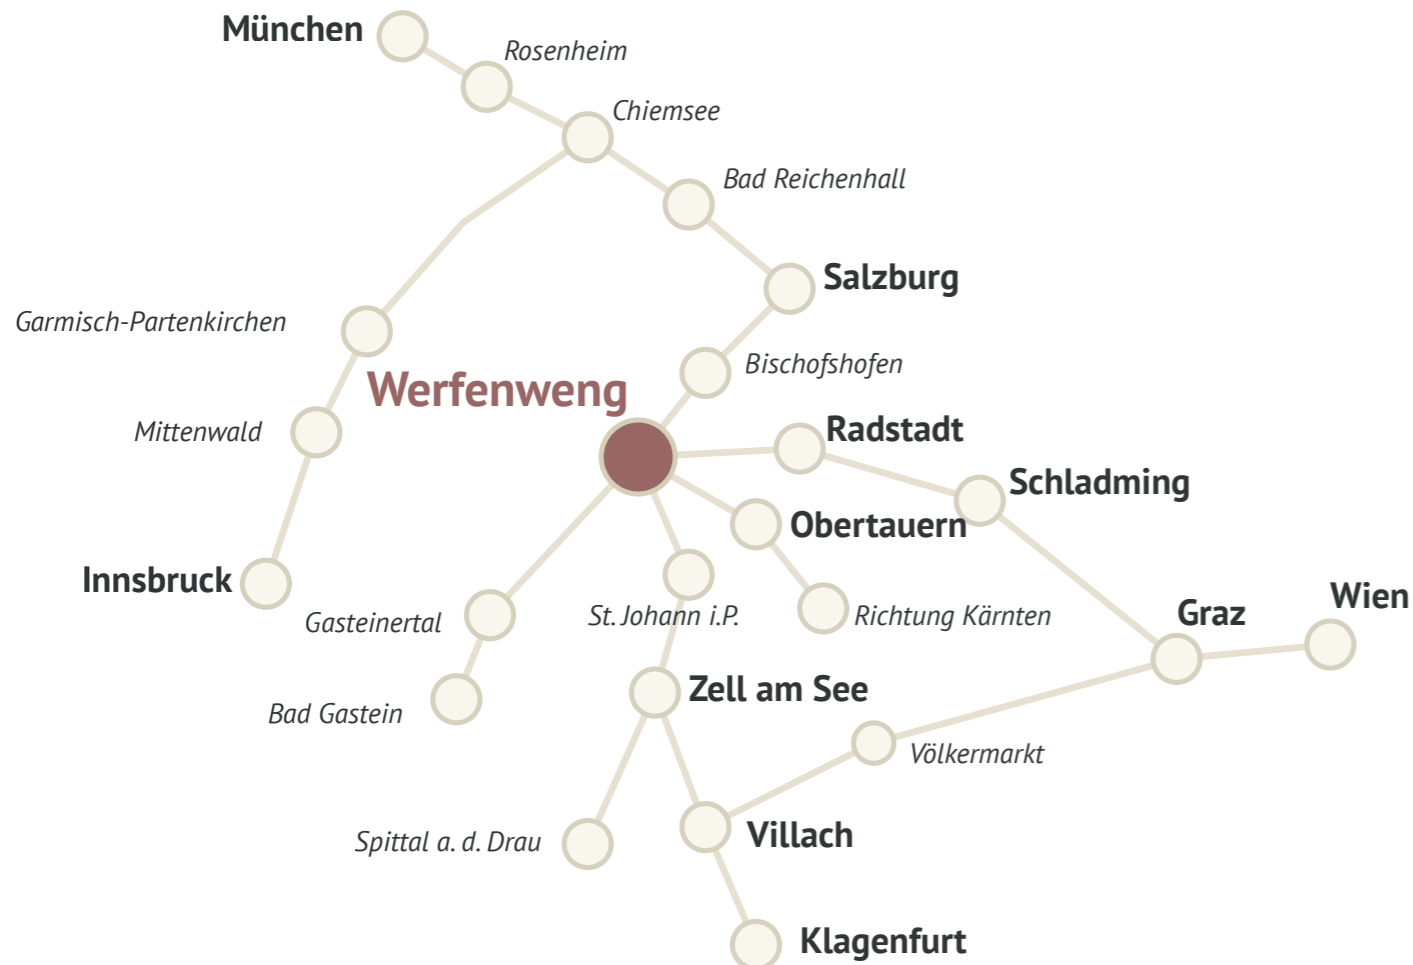 München
Rosenheim
Chiemsee
Bad Reichenhall
Salzburg
Garmisch-Partenkirchen
Bischofshofen
Werfenweng
Mittenwald
Radstadt
Schladming
Obertauern
Innsbruck
Gasteinertal
St. Johann i.P.
Richtung Kärnten
Graz
Wien
Zell am See
Bad Gastein
Völkermarkt
Spittal a. d. Drau
Villach
Klagenfurt